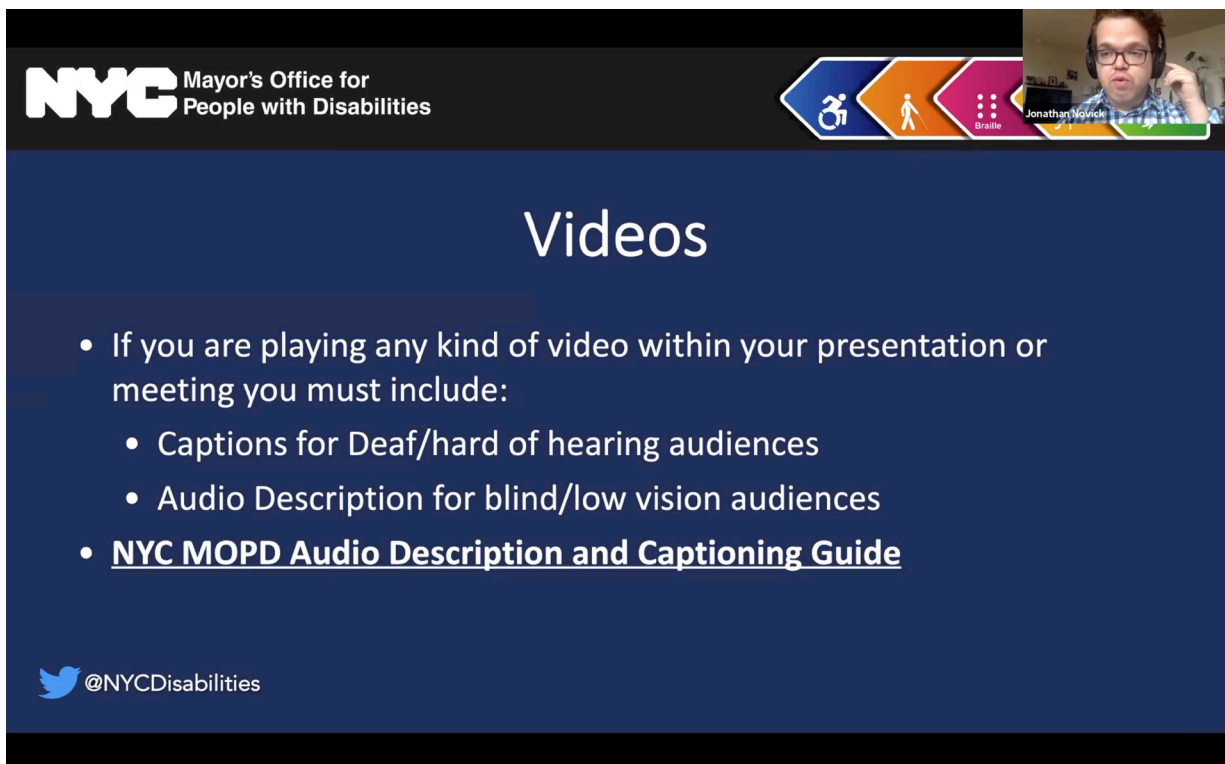 NYC Mayor's Office for
People with Disabilities
Braille
Jonathan Novick
Videos
• If you are playing any kind of video within your presentation or
meeting you must include:
• Captions for Deaf/hard of hearing audiences
• Audio Description for blind/low vision audiences
• NYC MOPD Audio Description and Captioning Guide
@NYCDisabilities